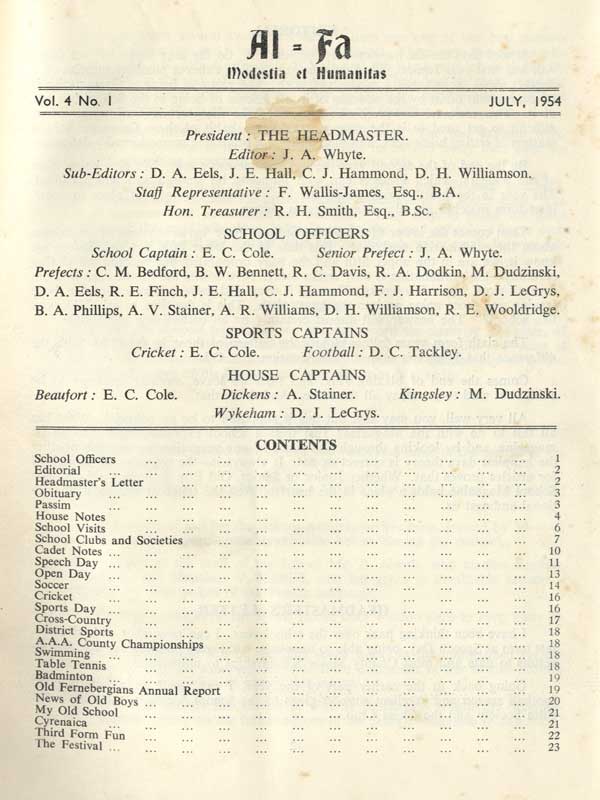 Al = Fa
Modestia et Humanitas
Vol. 4 No. 1 JULY, 1954
President : THE HEADMASTER.
Editor : J. A. Whyte.
Sub-Editors : D. A. Eels, J. E. Hall, C. J. Hammond, D. H. Williamson.
Staff Representative : F. Wallis-James, Esq., B.A.
Hon. Treasurer : R. H. Smith, Esq., B.Sc.
SCHOOL OFFICERS
School Captain : E. C. Cole. Senior Prefect : J. A. Whyte.
Prefects : C. M. Bedford, B. W. Bennett, R. C. Davis, R. A. Dodkin, M. Dudzinski,
D. A. Eels, R. E. Finch, J. E. Hall, C. J. Hammond, F. J. Harrison, D. J. LeGrys,
B. A. Phillips, A. V. Stainer, A. R. Williams, D. H. Williamson, R. E. Wooldridge.
SPORTS CAPTAINS
Cricket : E. C. Cole. Football : D. C. Tackley.
HOUSE CAPTAINS
Beaufort : E. C. Cole. Dickens : A. Stainer. Kingsley : M. Dudzinski.
Wykeham : D. J. LeGrys.
CONTENTS
School Officers ... 1
Editorial ... 2
Headmaster's Letter ... 2
Obituary ... 3
Passim ... 3
House Notes ... 4
School Visits ... 6
School Clubs and Societies ... 7
Cadet Notes ... 10
Speech Day ... 11
Open Day ... 13
Soccer ... 14
Cricket ... 16
Sports Day ... 16
Cross-Country ... 17
District Sports ... 18
A.A.A. County Championships ... 18
Swimming ... 18
Table Tennis ... 18
Badminton ... 19
Old Fernebergians Annual Report ... 19
News of Old Boys ... 20
My Old School ... 21
Cyrenaica ... 21
Third Form Fun ... 22
The Festival ... 23